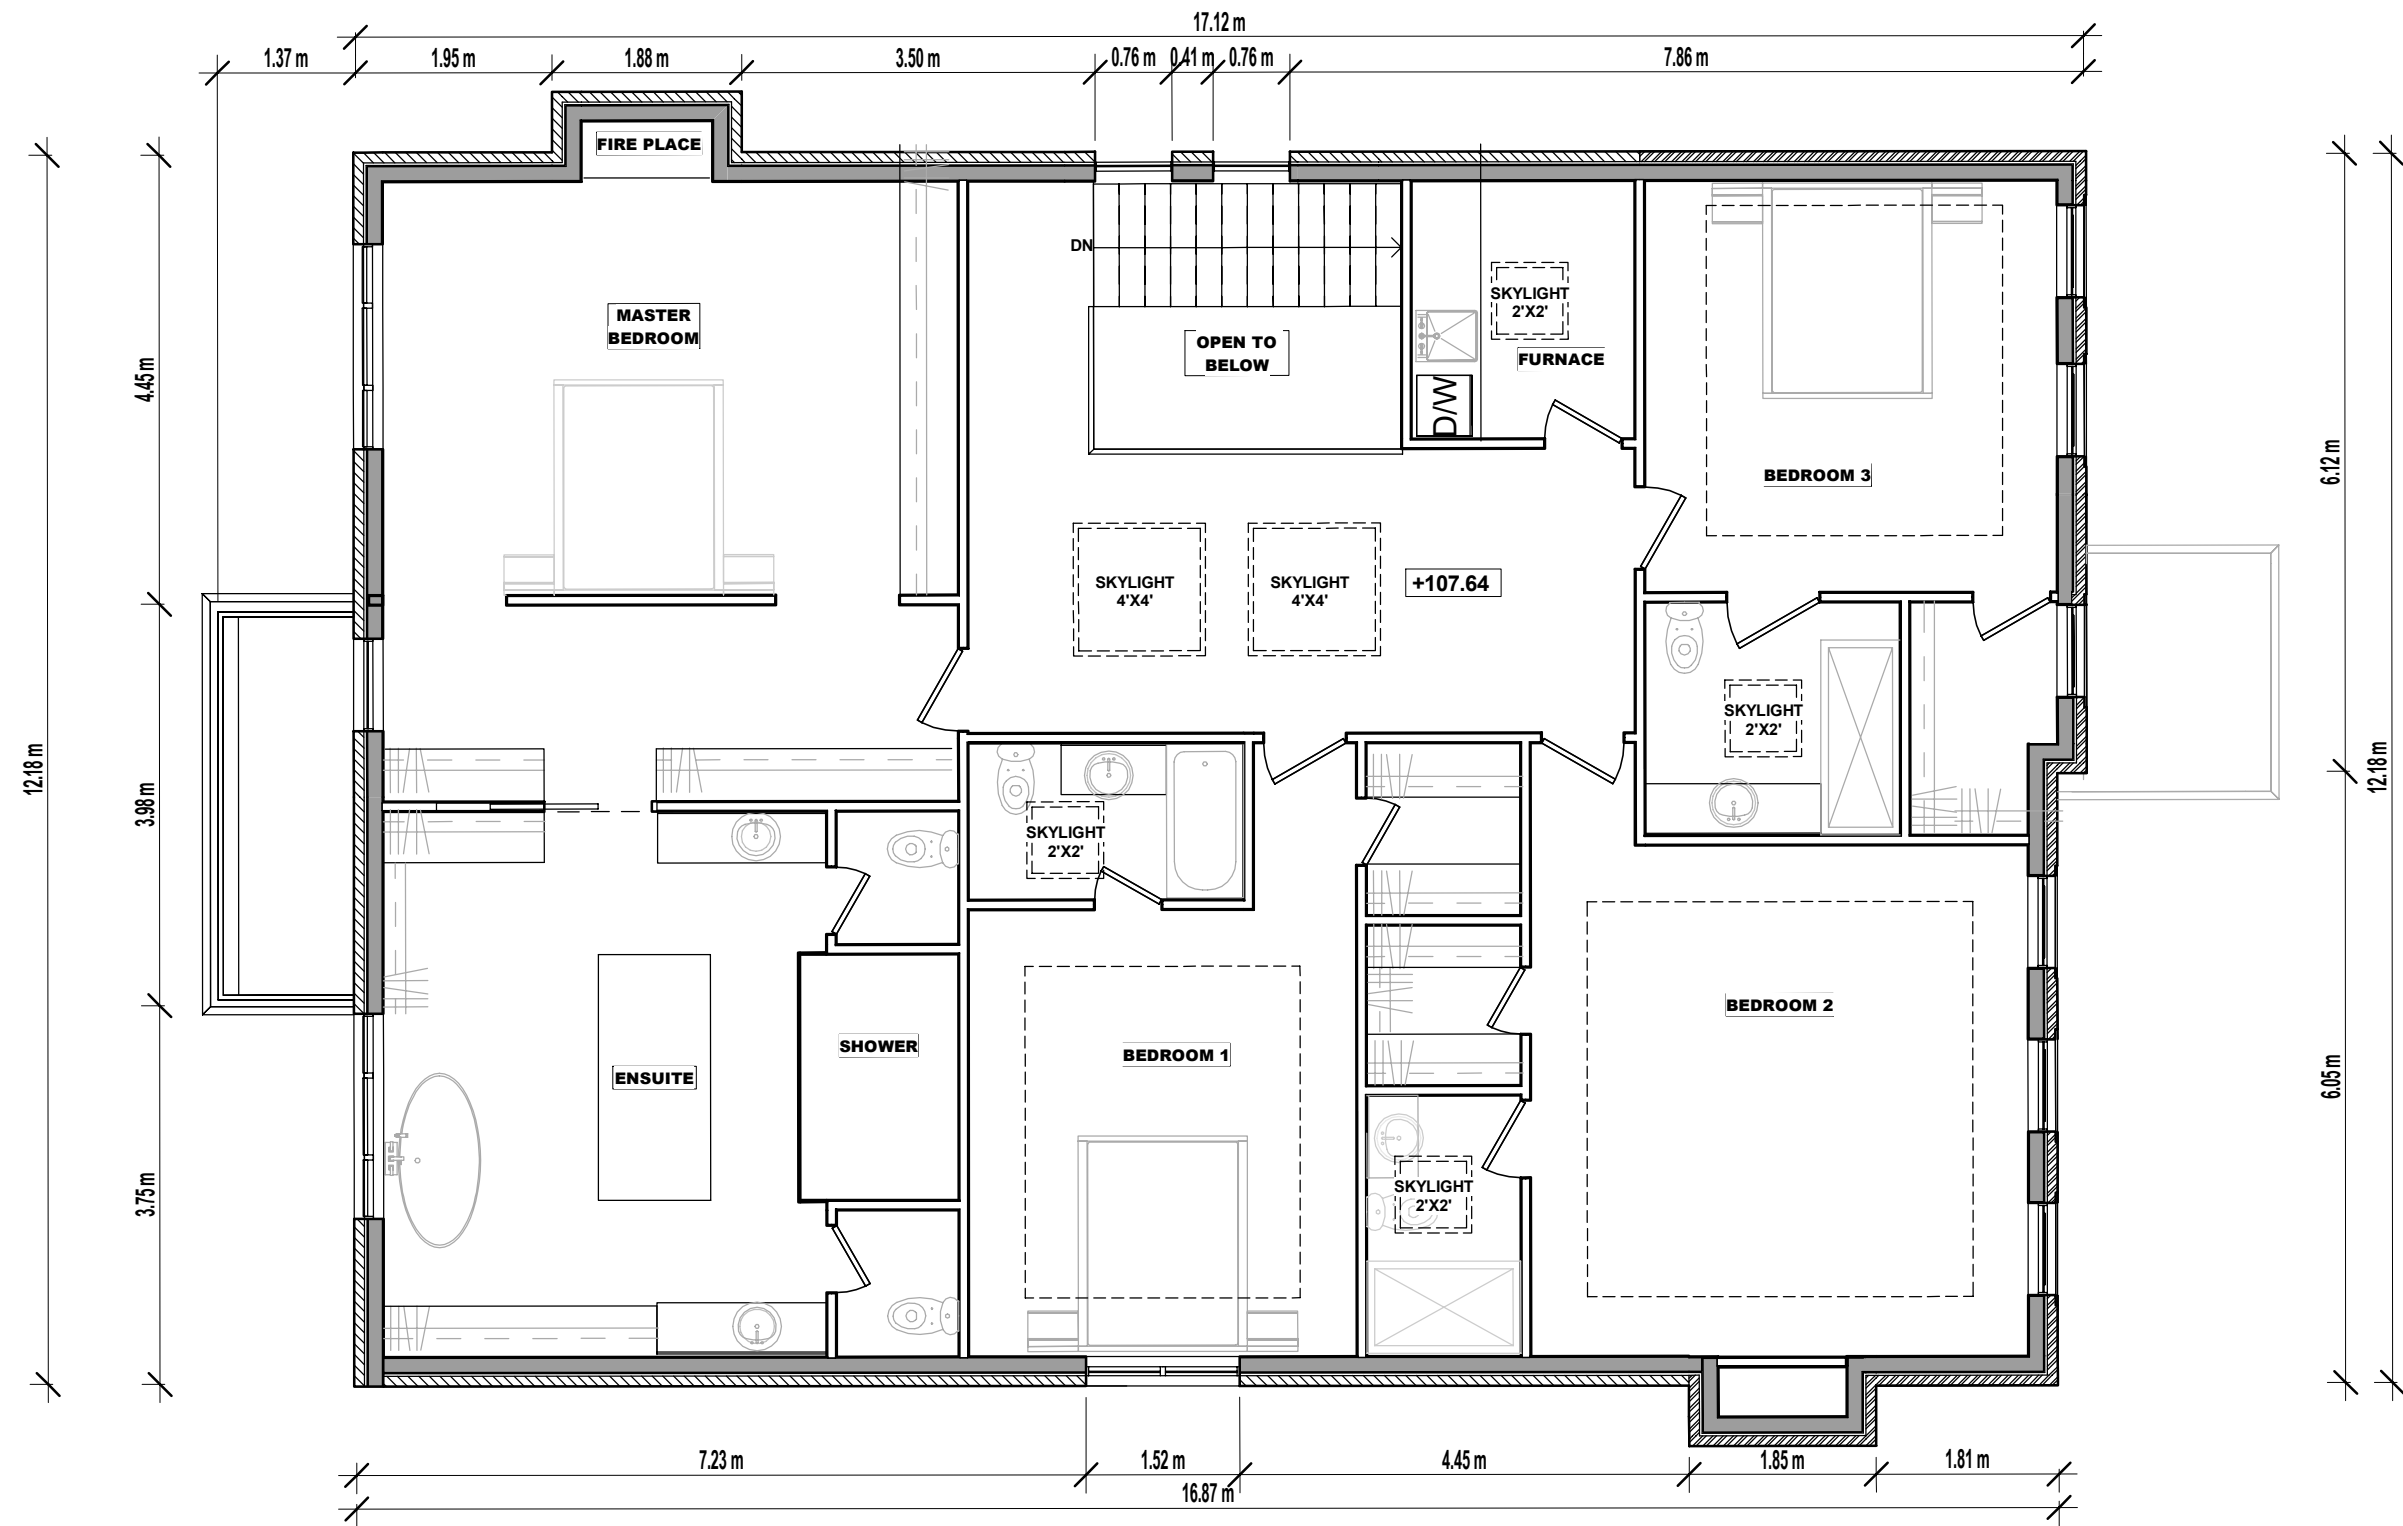 17.12 m
1.37 m
1.95 m
1.88 m
3.50 m
0.76 m
0.41 m
0.76 m
7.86 m
FIRE PLACE
DN
MASTER
BEDROOM
OPEN TO
BELOW
SKYLIGHT
2'X2'
FURNACE
D/W
BEDROOM 3
4.45 m
6.12 m
SKYLIGHT
4'X4'
SKYLIGHT
4'X4'
+107.64
SKYLIGHT
2'X2'
12.18 m
3.98 m
12.18 m
SKYLIGHT
2'X2'
BEDROOM 2
SHOWER
BEDROOM 1
ENSUITE
6.05 m
3.75 m
SKYLIGHT
2'X2'
7.23 m
1.52 m
4.45 m
1.85 m
1.81 m
16.87 m